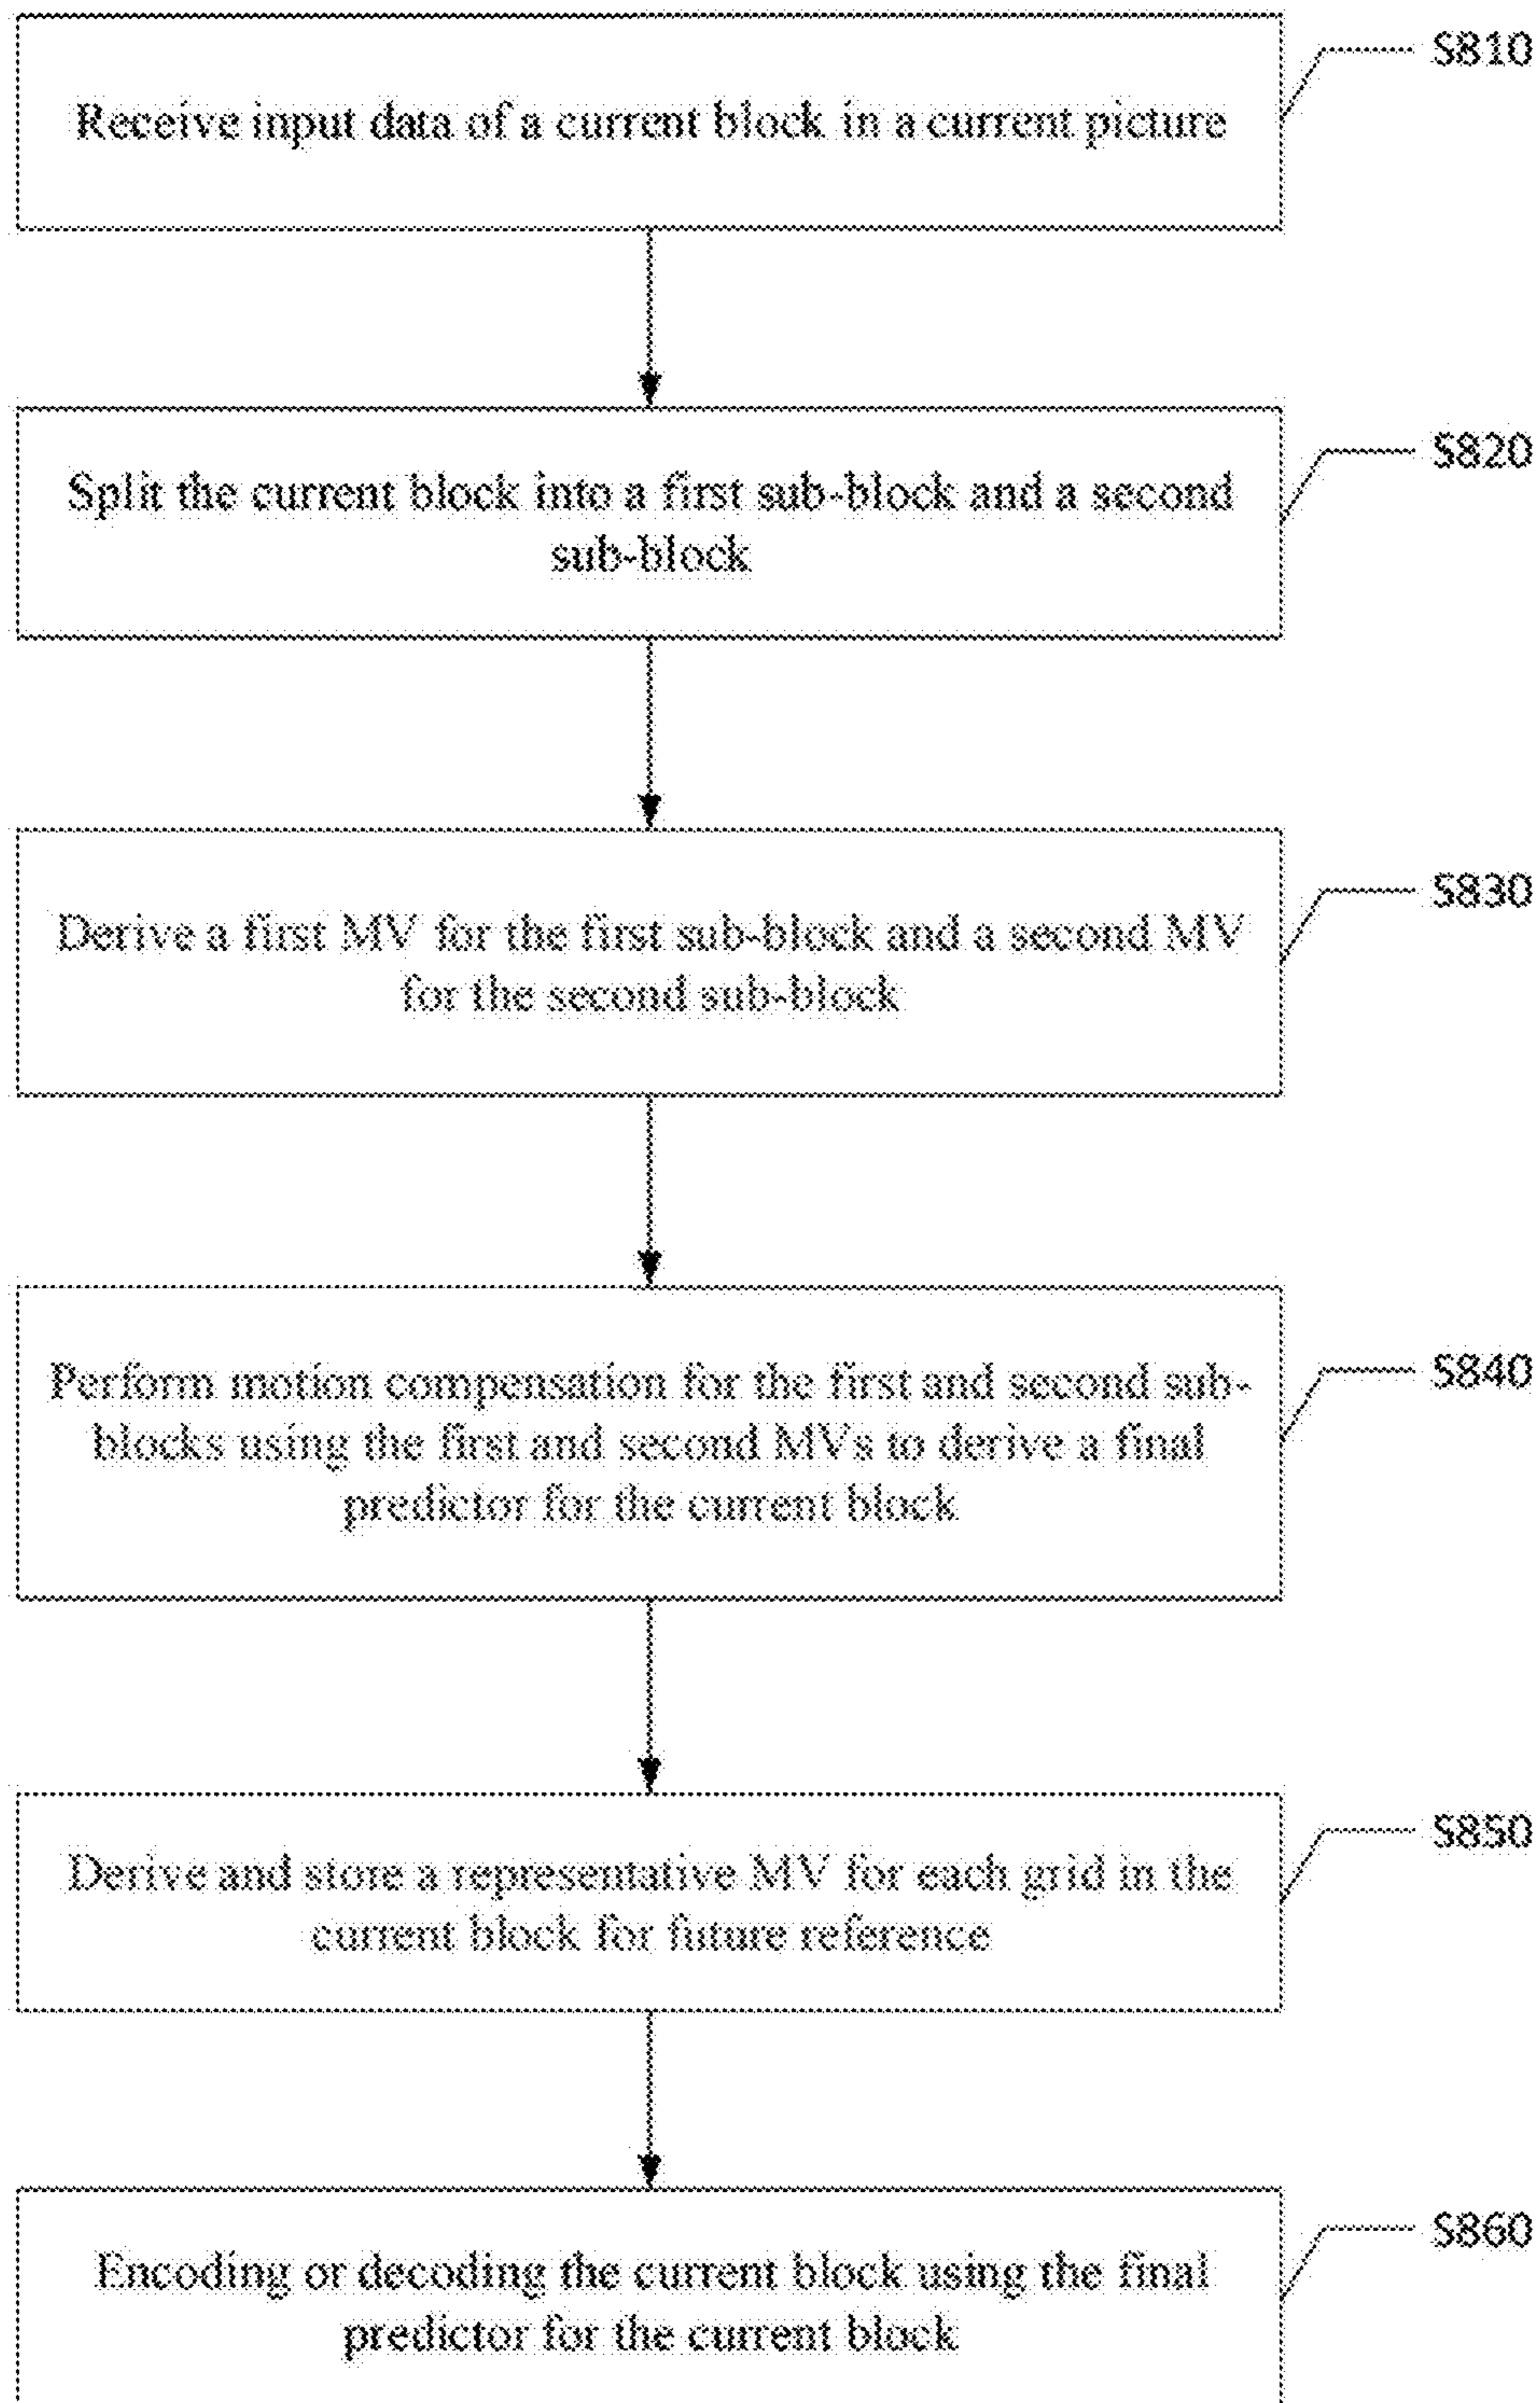 S810
Receive input data of a current block in a current picture
S820
Split the current block into a first sub-block and a second
sub-block
S830
Derive a first MV for the first sub-block and a second MV
for the second sub-block
S840
Perform motion compensation for the first and second sub-
blocks using the first and second MVs to derive a final
predictor for the current block
S850
Derive and store a representative MV for each grid in the
current block for future reference
S860
Encoding or decoding the current block using the final
predictor for the current block